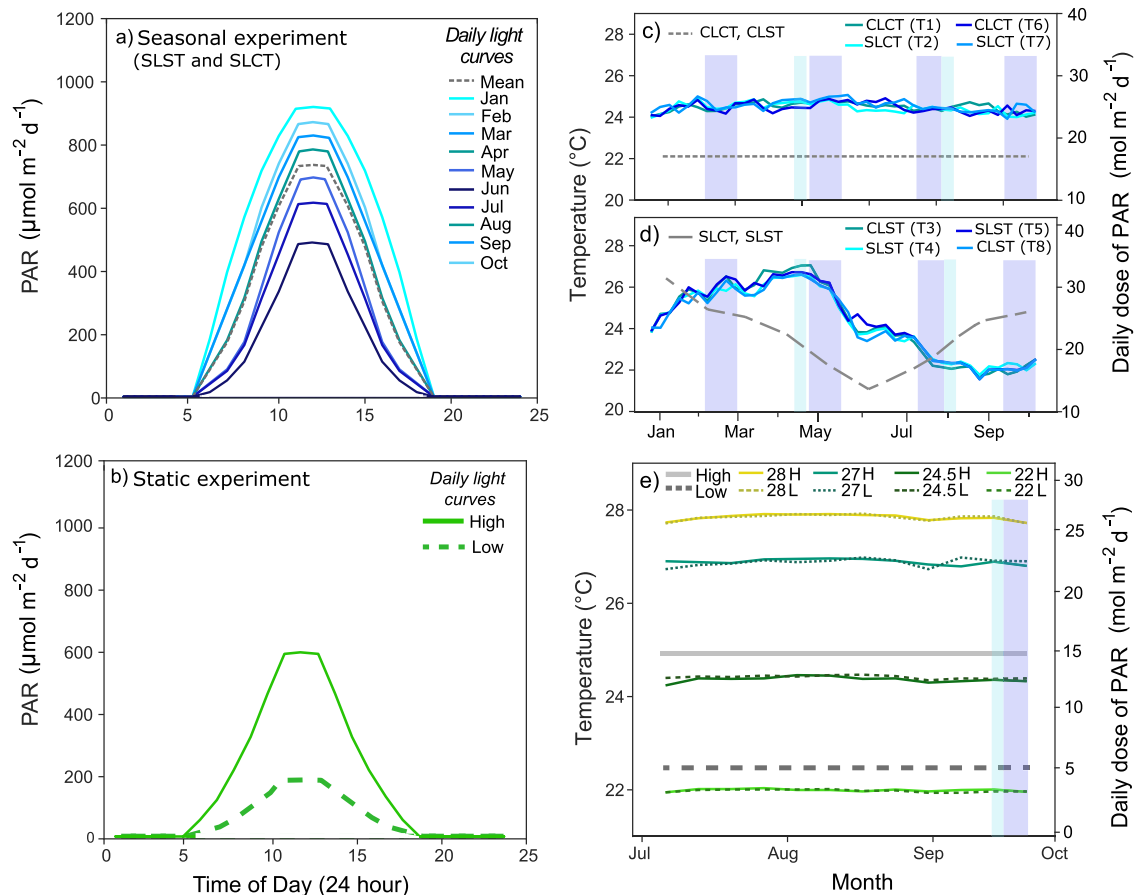 a) Seasonal experiment
(SLST and SLCT)
Daily light
curves
Mean
Jan
Feb
Mar
Apr
May
Jun
Jul
Aug
Sep
Oct
PAR (µmol m⁻² d⁻¹)
1200
1000
800
600
400
200
0
0
5
10
15
20
25
b) Static experiment
Daily light
curves
High
Low
PAR (µmol m⁻² d⁻¹)
1200
1000
800
600
400
200
0
0
5
10
15
20
25
Time of Day (24 hour)
c)
CLCT, CLST
CLCT (T1)
CLCT (T6)
SLCT (T2)
SLCT (T7)
28
26
24
22
20
40
30
20
10
d)
SLCT, SLST
CLST (T3)
SLST (T5)
SLST (T4)
CLST (T8)
28
26
24
22
20
40
30
20
10
Temperature (°C)
Daily dose of PAR (mol m⁻² d⁻¹)
Jan
Mar
May
Jul
Sep
e)
High
28 H
27 H
24.5 H
22 H
Low
28 L
27 L
24.5 L
22 L
28
26
24
22
30
25
20
15
10
5
0
Temperature (°C)
Daily dose of PAR (mol m⁻² d⁻¹)
Jul
Aug
Sep
Oct
Month